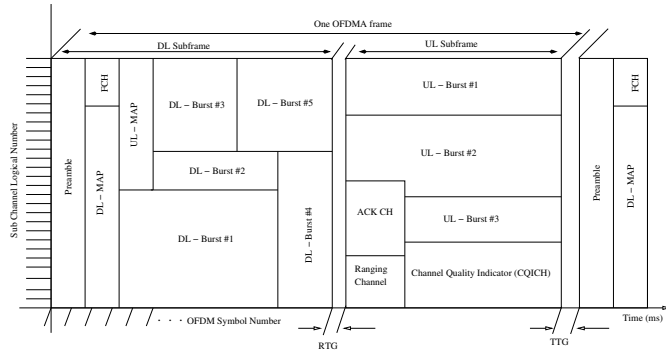 One OFDMA frame
DL Subframe
UL Subframe
Sub Channel Logical Number
Preamble
FCH
DL − MAP
UL − MAP
DL − Burst #3
DL − Burst #5
DL − Burst #2
DL − Burst #1
DL − Burst #4
UL − Burst #1
UL − Burst #2
ACK CH
UL − Burst #3
Ranging
Channel
Channel Quality Indicator (CQICH)
Preamble
FCH
DL − MAP
· · · OFDM Symbol Number
Time (ms)
RTG
TTG